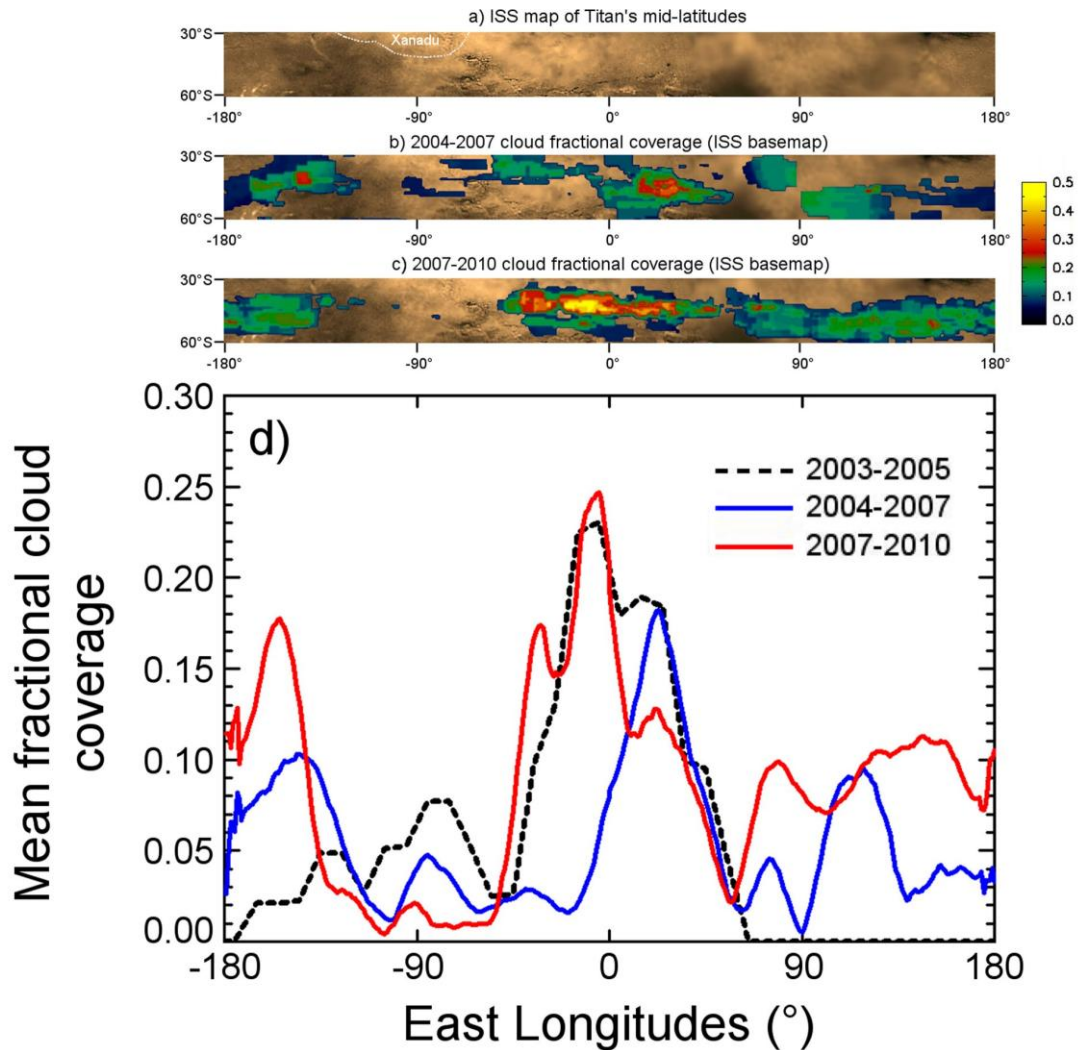 a) ISS map of Titan's mid-latitudes
30°S
Xanadu
60°S
-180° -90° 0° 90° 180°
b) 2004-2007 cloud fractional coverage (ISS basemap)
30°S
60°S
-180° -90° 0° 90° 180°
c) 2007-2010 cloud fractional coverage (ISS basemap)
30°S
60°S
-180° -90° 0° 90° 180°
0.5
0.4
0.3
0.2
0.1
0.0
d)
Mean fractional cloud
coverage
0.30
0.25
0.20
0.15
0.10
0.05
0.00
2003-2005
2004-2007
2007-2010
-180 -90 0 90 180
East Longitudes (°)